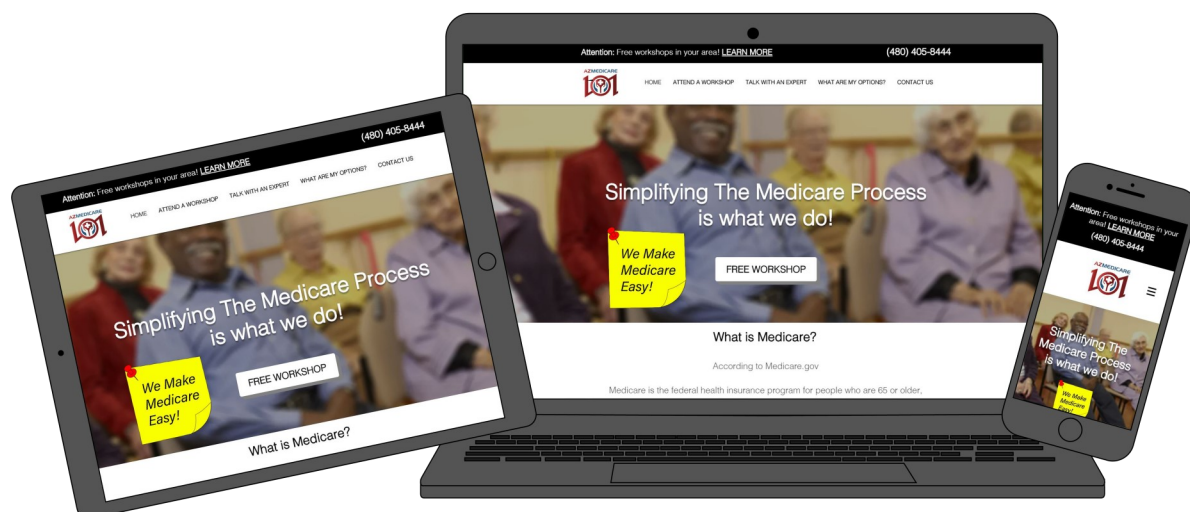 Attention: Free workshops in your area! LEARN MORE
(480) 405-8444
AZMEDICARE
101
HOME
ATTEND A WORKSHOP
TALK WITH AN EXPERT
WHAT ARE MY OPTIONS?
CONTACT US
Simplifying The Medicare Process
is what we do!
We Make
Medicare
Easy!
FREE WORKSHOP
What is Medicare?
Attention: Free workshops in your area! LEARN MORE
(480) 405-8444
AZMEDICARE
101
HOME
ATTEND A WORKSHOP
TALK WITH AN EXPERT
WHAT ARE MY OPTIONS?
CONTACT US
Simplifying The Medicare Process
is what we do!
We Make
Medicare
Easy!
FREE WORKSHOP
What is Medicare?
According to Medicare.gov
Medicare is the federal health insurance program for people who are 65 or older,
Attention: Free workshops in your
area! LEARN MORE
(480) 405-8444
AZMEDICARE
101
Simplifying The
Medicare Process
is what we do!
We Make
Medicare
Easy!